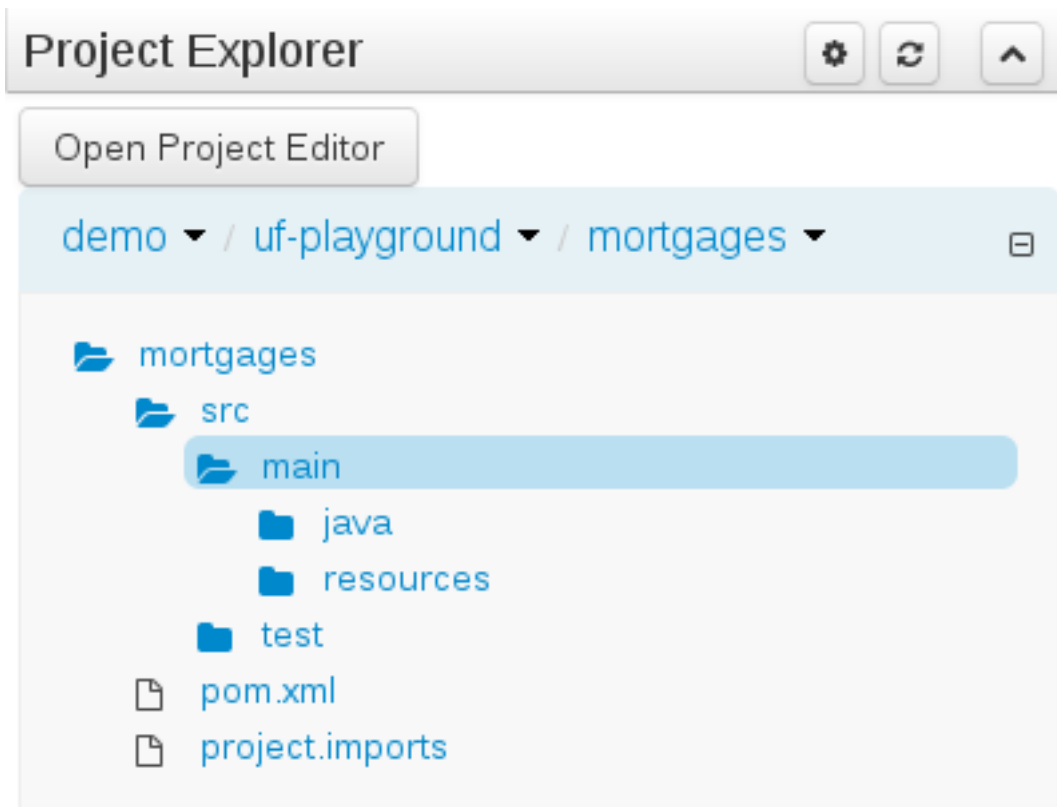 Project Explorer
Open Project Editor
demo / uf-playground / mortgages
mortgages
src
main
java
resources
test
pom.xml
project.imports